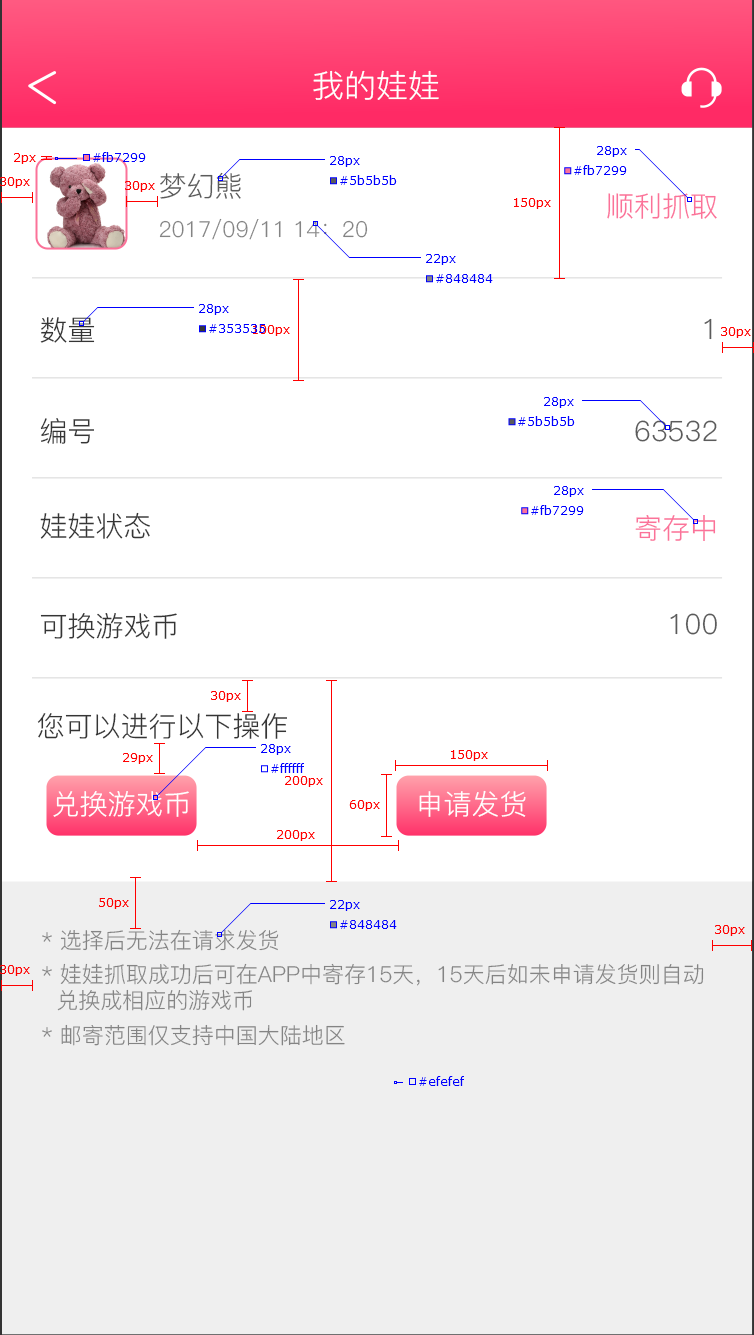 我的娃娃
2px
#fb7299
30px
30px
梦幻熊
28px
#5b5b5b
2017/09/11 14：20
22px
#848484
150px
28px
#fb7299
顺利抓取
数量
28px
#353535
100px
1
30px
编号
28px
#5b5b5b
63532
娃娃状态
28px
#fb7299
寄存中
可换游戏币
100
30px
您可以进行以下操作
29px
28px
#ffffff
200px
150px
兑换游戏币
60px
申请发货
200px
50px
22px
#848484
* 选择后无法在请求发货
30px
30px
* 娃娃抓取成功后可在APP中寄存15天，15天后如未申请发货则自动
兑换成相应的游戏币
* 邮寄范围仅支持中国大陆地区
#efefef